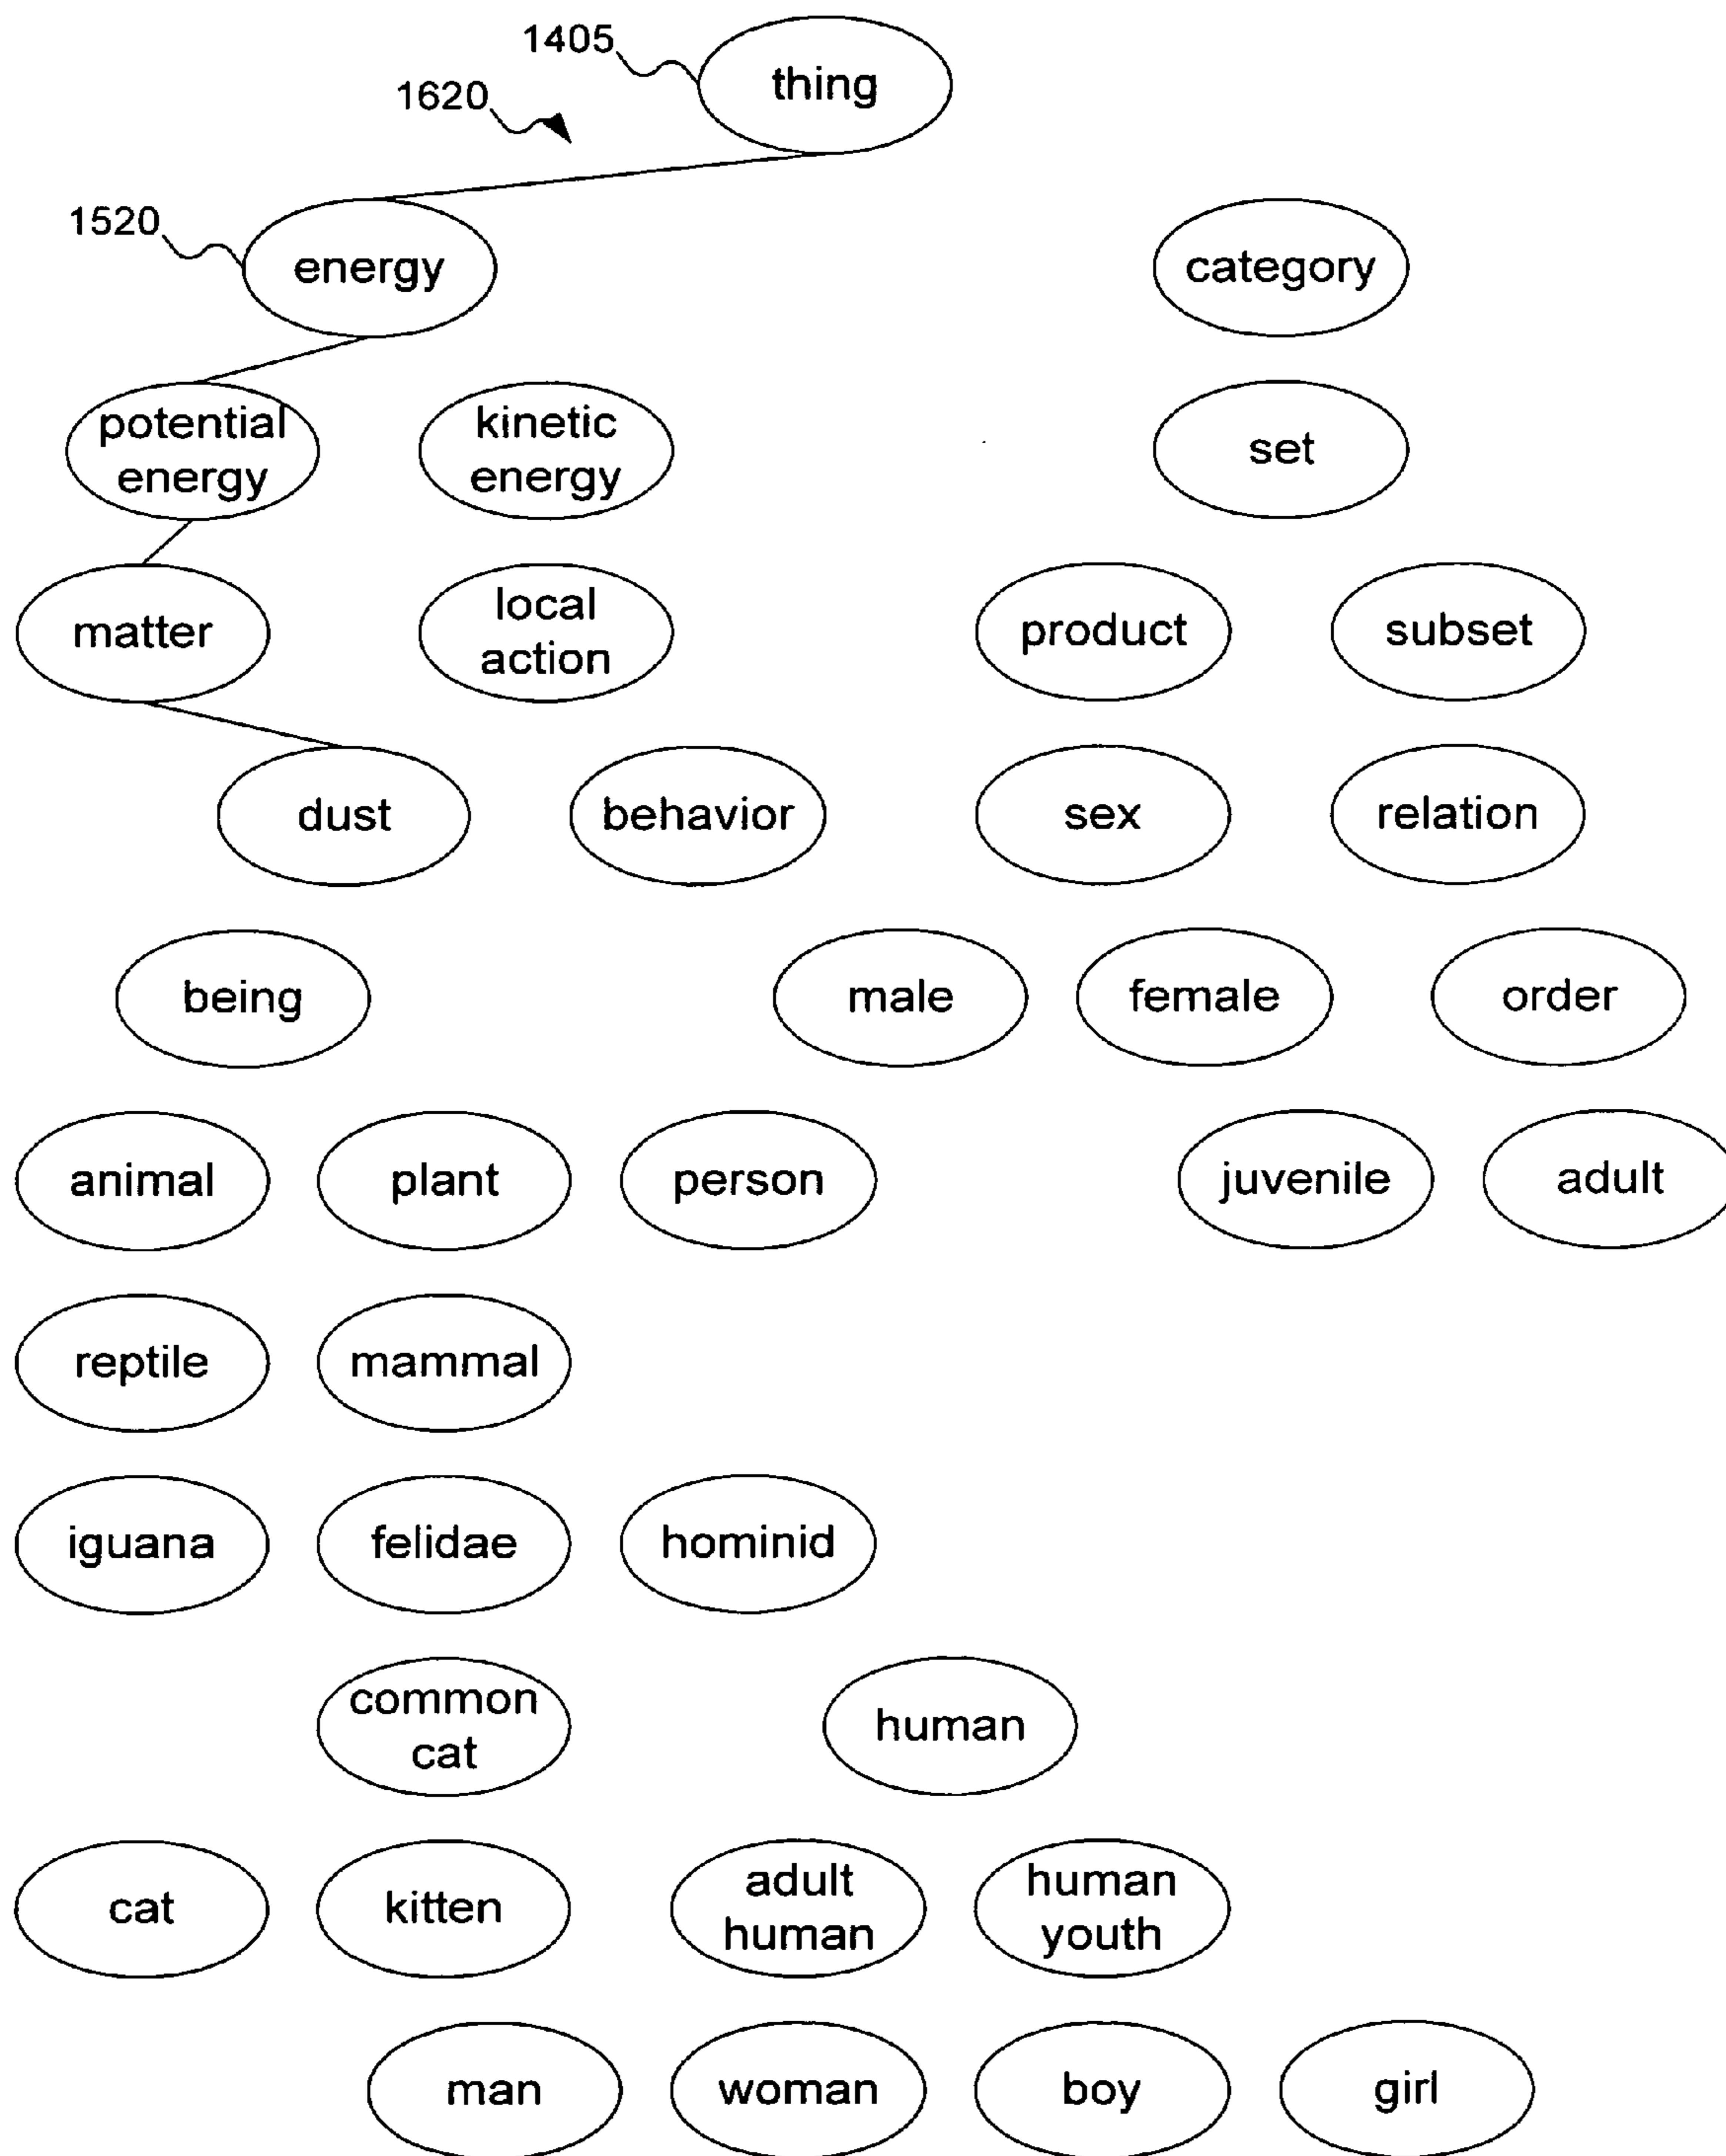 1405
thing
1620
1520
energy
category
potential
energy
kinetic
energy
set
matter
local
action
product
subset
dust
behavior
sex
relation
being
male
female
order
animal
plant
person
juvenile
adult
reptile
mammal
iguana
felidae
hominid
common
cat
human
cat
kitten
adult
human
human
youth
man
woman
boy
girl